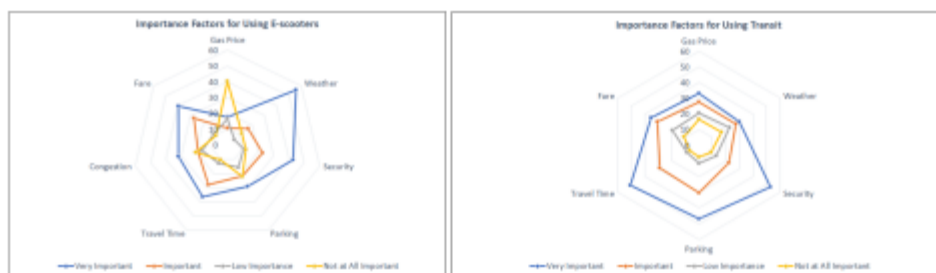 Importance Factors for Using E-scooters
Gas Price
60
50
40
30
20
10
0
Weather
Security
Parking
Travel Time
Congestion
Fare
Very Important
Important
Low Importance
Not at All Important
Importance Factors for Using Transit
Gas Price
60
50
40
30
20
10
0
Weather
Security
Parking
Travel Time
Fare
Very Important
Important
Low Importance
Not at All Important